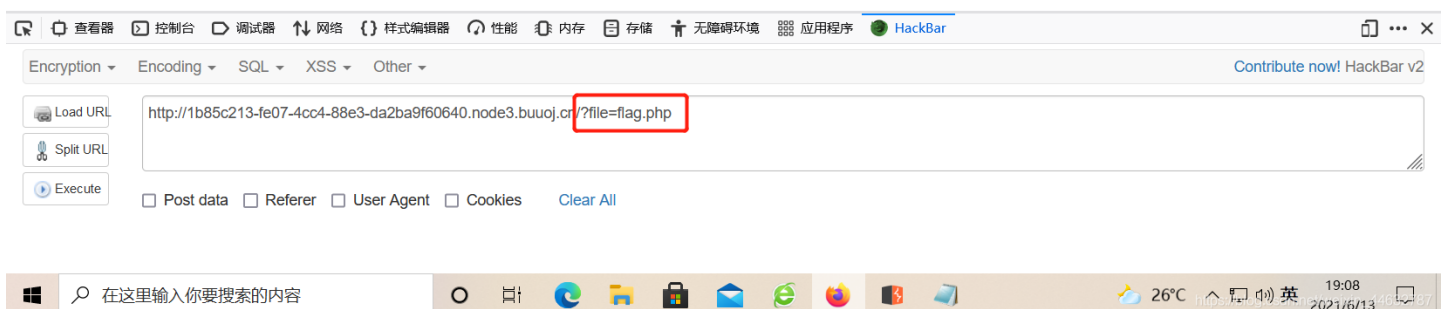 查看器 控制台 调试器 网络 {} 样式编辑器 性能 内存 存储 无障碍环境 应用程序 HackBar
Encryption Encoding SQL XSS Other Contribute now! HackBar v2
Load URL http://1b85c213-fe07-4cc4-88e3-da2ba9f60640.node3.buuoj.cn/?file=flag.php
Split URL
Execute
Post data Referer User Agent Cookies Clear All
在这里输入你要搜索的内容 26°C 英 19:08
2021/6/13